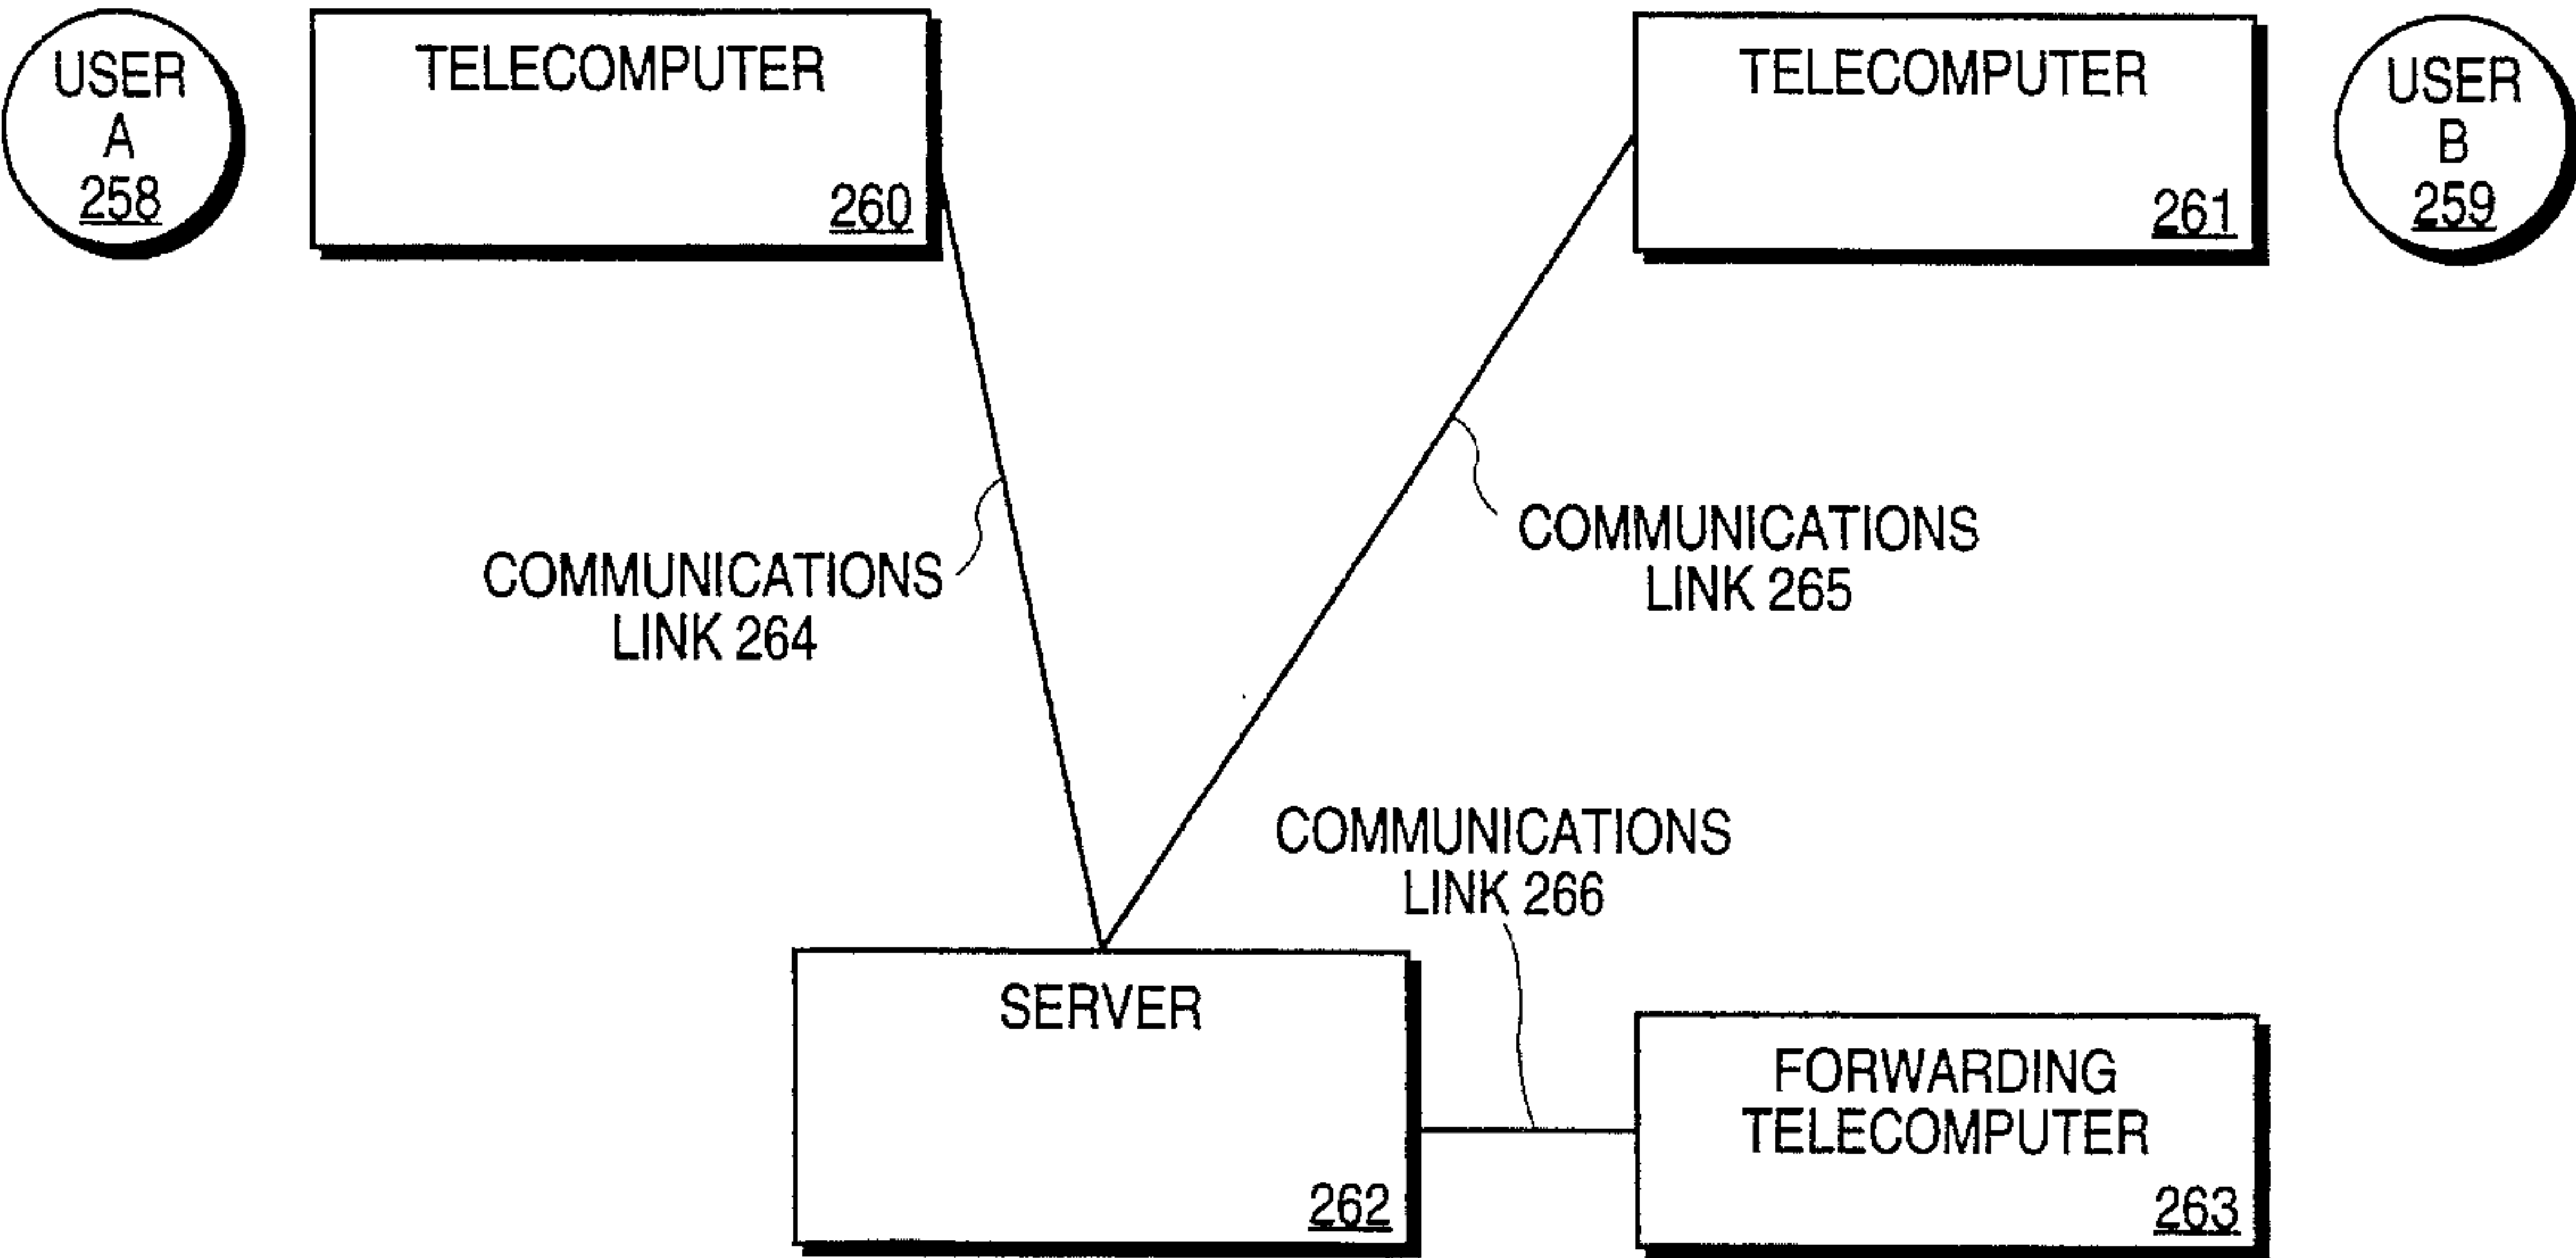 USER
A
258
TELECOMPUTER
260
TELECOMPUTER
261
USER
B
259
COMMUNICATIONS
LINK 264
COMMUNICATIONS
LINK 265
COMMUNICATIONS
LINK 266
SERVER
262
FORWARDING
TELECOMPUTER
263